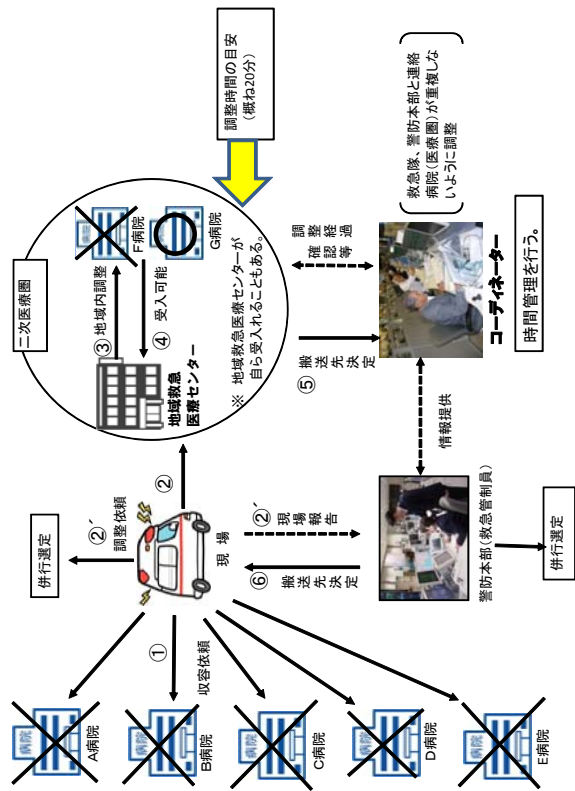 二次医療圏
③地域内調整
F病院
④ 受入可能
G病院
地域救急
医療センター
※ 地域救急医療センターが
自ら受入れることもある。
調整時間の目安
(概ね20分)
併行選定
②´
調整依頼
②
現場
②´
現場報告
⑥
搬送先決定
①
収容依頼
病院
A病院
病院
B病院
病院
C病院
病院
D病院
病院
E病院
⑤
搬送先決定
調整経過
確認等
コーディネーター
時間管理を行う。
救急隊、警防本部と連絡
病院(医療圏)が重複しな
いように調整
情報提供
警防本部(救急管制員)
併行選定